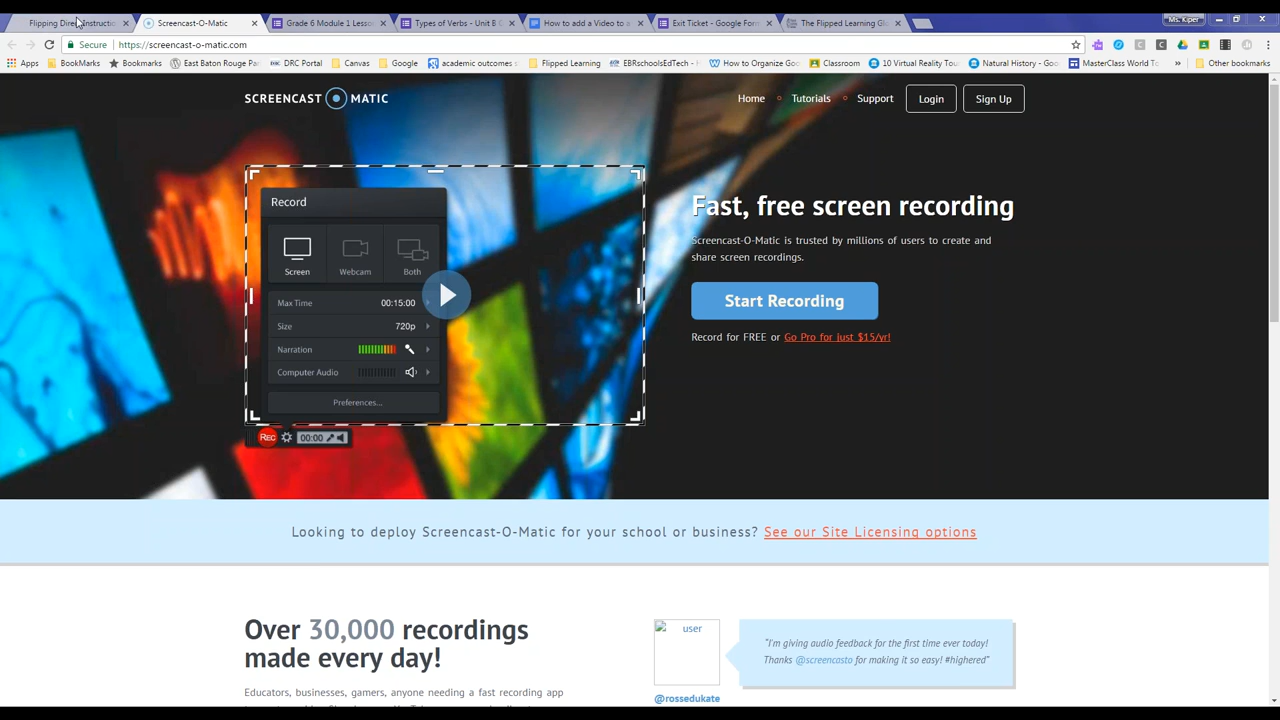 Flipping Direct Instructio
Screencast-O-Matic
Grade 6 Module 1 Lesso
Types of Verbs - Unit 8
How to add a Video to a
Exit Ticket - Google Form
The Flipped Learning Glo
Ms. Kiper
Secure
https://screencast-o-matic.com
Apps
BookMarks
Bookmarks
East Baton Rouge Par
DRC Portal
Canvas
Google
academic outcomes s
Flipped Learning
EBRschoolsEdTech -
How to Organize Goo
Classroom
10 Virtual Reality Tou
Natural History - Goo
MasterClass World T
»
Other bookmarks
SCREENCAST MATIC
Home
Tutorials
Support
Login
Sign Up
Record
Screen
Webcam
Both
Max Time 00:15:00
Size 720p
Narration
Computer Audio
Preferences...
REC
00:00
Fast, free screen recording
Screencast-O-Matic is trusted by millions of users to create and
share screen recordings.
Start Recording
Record for FREE or Go Pro for just $15/yr!
Looking to deploy Screencast-O-Matic for your school or business? See our Site Licensing options
Over 30,000 recordings
made every day!
Educators, businesses, gamers, anyone needing a fast recording app
user
@rossedukate
"I'm giving audio feedback for the first time ever today!
Thanks @screencasto for making it so easy! #highered"